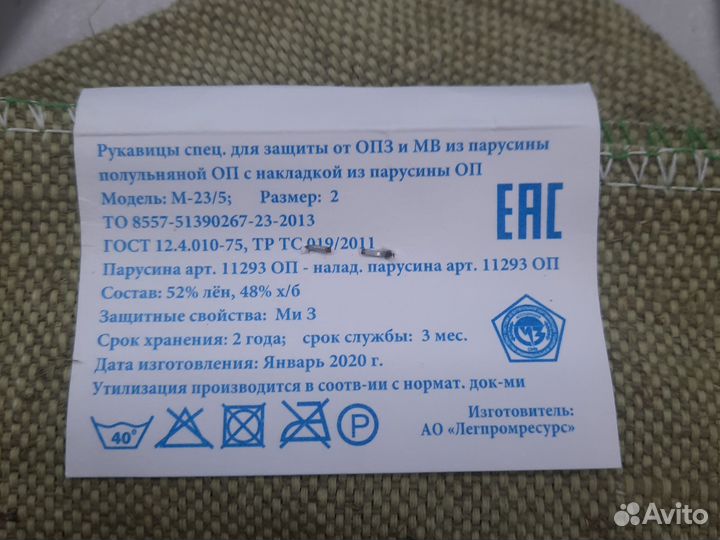 Рукавицы спец. для защиты от ОПЗ и МВ из парусины
полульняной ОП с накладкой из парусины ОП
Модель: М-23/5; Размер: 2
ТО 8557-51390267-23-2013
ГОСТ 12.4.010-75, ТР ТС 019/2011
Парусина арт. 11293 ОП - налад. парусина арт. 11293 ОП
Состав: 52% лён, 48% х/б
Защитные свойства: Ми З
Срок хранения: 2 года; срок службы: 3 мес.
Дата изготовления: Январь 2020 г.
Утилизация производится в соотв-ии с нормат. док-ми
EAC
МЗ
40°
P
Изготовитель:
АО «Легпромресурс»
Avito